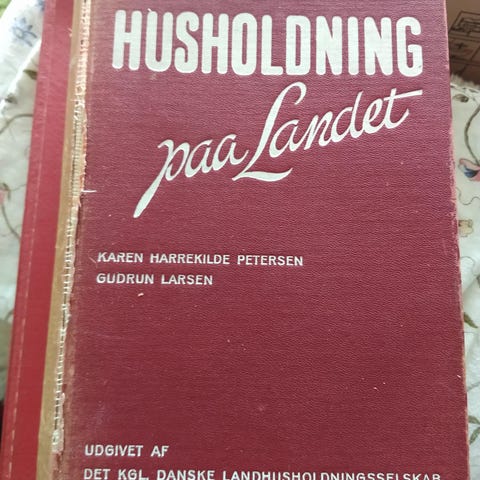 HUSHOLDNING
paa Landet
KAREN HARREKILDE PETERSEN
GUDRUN LARSEN
UDGIVET AF
DET KGL. DANSKE LANDHUSHOLDNINGSSELSKAB